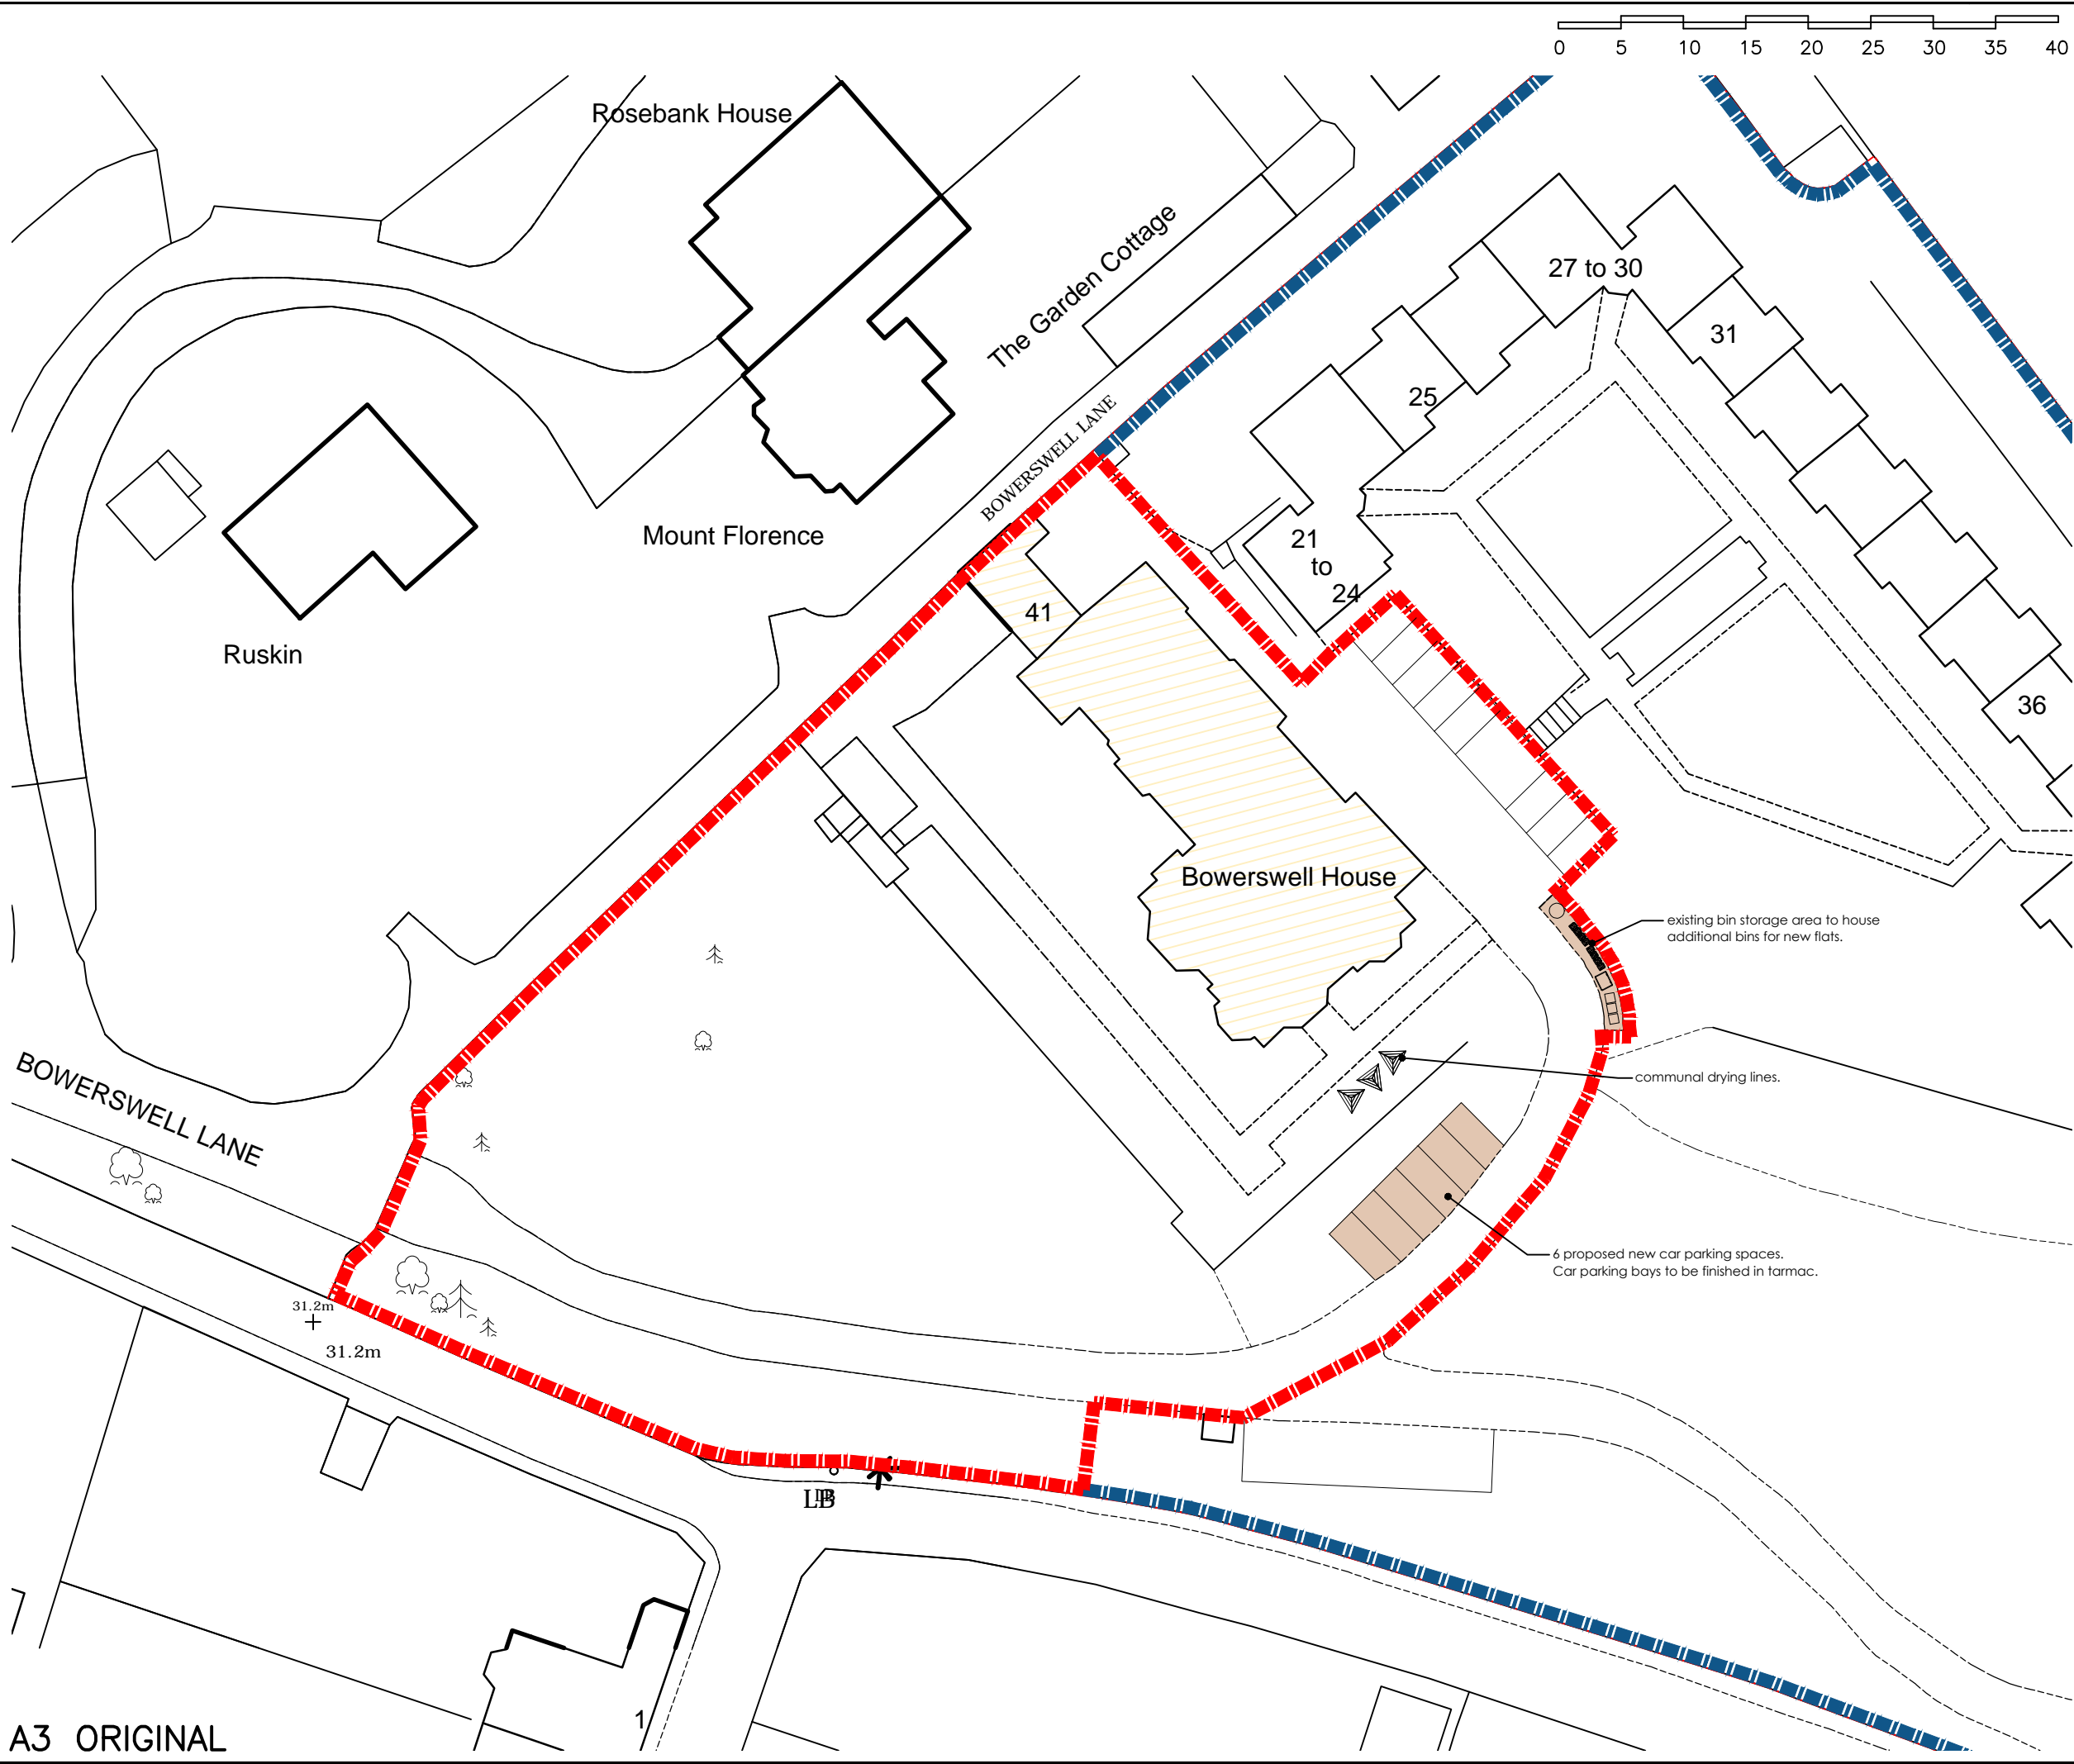 0 5 10 15 20 25 30 35 40
Rosebank House
The Garden Cottage
27 to 30
31
25
BOWERSWELL LANE
Mount Florence
21
to
24
41
Ruskin
36
Bowerswell House
existing bin storage area to house
additional bins for new flats.
communal drying lines.
BOWERSWELL LANE
6 proposed new car parking spaces.
Car parking bays to be finished in tarmac.
31.2m
31.2m
LB
1
A3 ORIGINAL